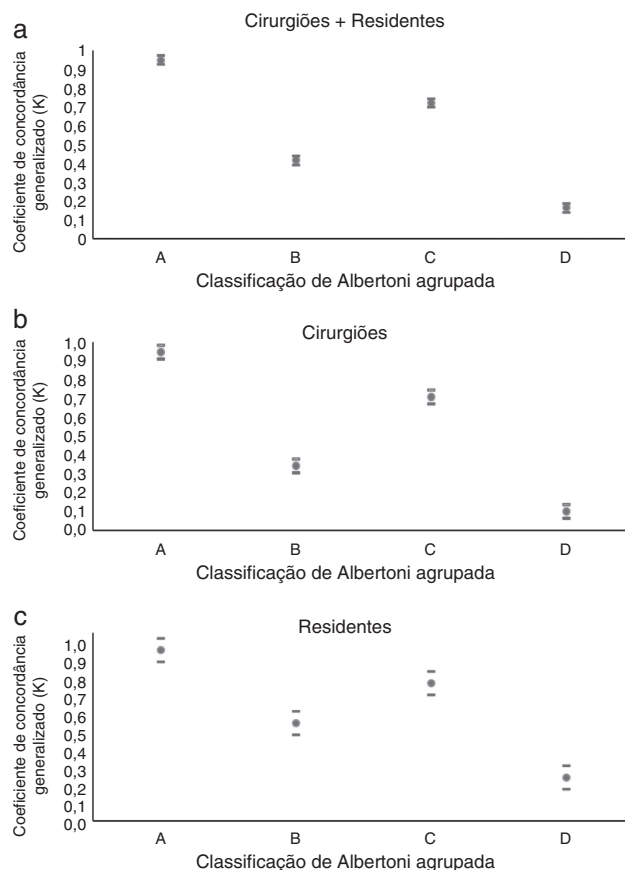 a
Cirurgiões + Residentes
Coeficiente de concordância
generalizado (K)
1
0,9
0,8
0,7
0,6
0,5
0,4
0,3
0,2
0,1
0
A B C D
Classificação de Albertoni agrupada
b
Cirurgiões
Coeficiente de concordância
generalizado (K)
1,0
0,9
0,8
0,7
0,6
0,5
0,4
0,3
0,2
0,1
0,0
A B C D
Classificação de Albertoni agrupada
c
Residentes
Coeficiente de concordância
generalizado (K)
1,0
0,9
0,8
0,7
0,6
0,5
0,4
0,3
0,2
0,1
0,0
A B C D
Classificação de Albertoni agrupada